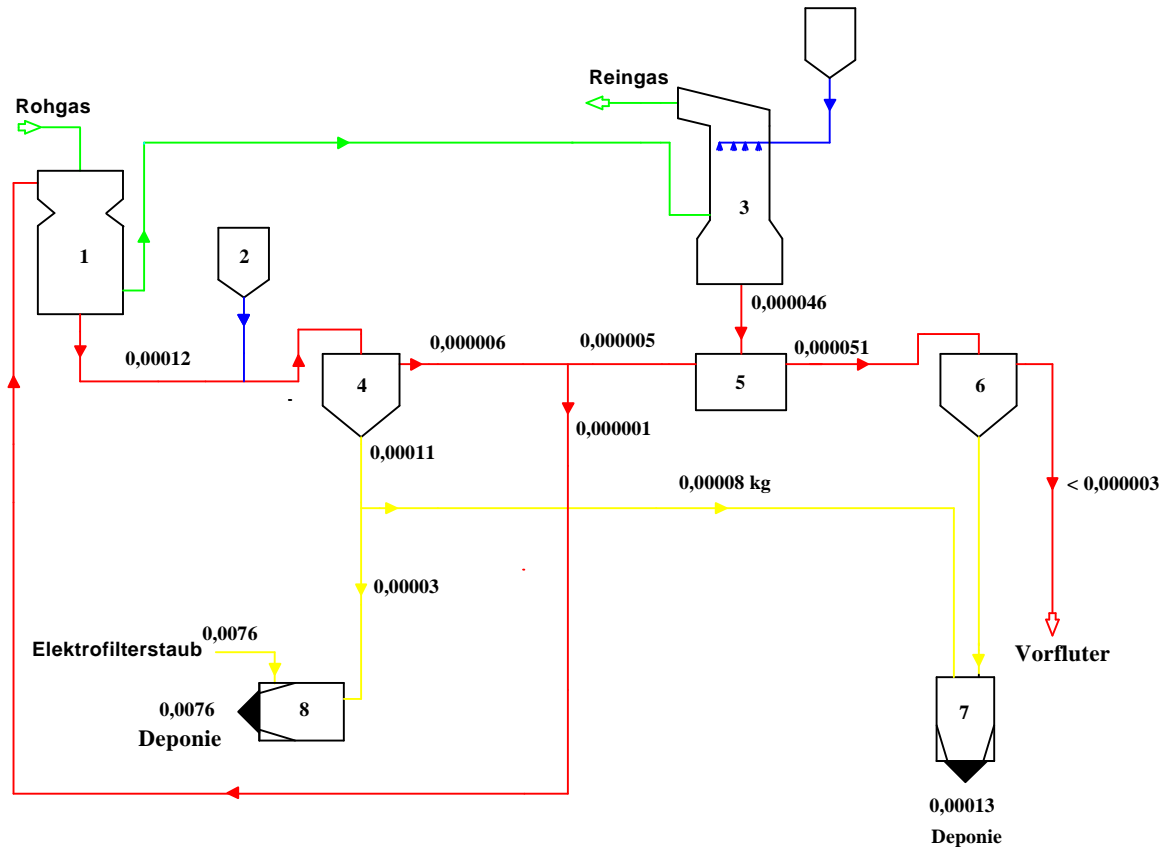 Reingas
Rohgas
3
1
2
0,000046
0,00012
0,000006
0,000005
0,000051
4
5
6
0,000001
0,00011
0,00008 kg
< 0,000003
0,00003
0,0076
Elektrofilterstaub
Vorfluter
0,0076
8
7
Deponie
0,00013
Deponie